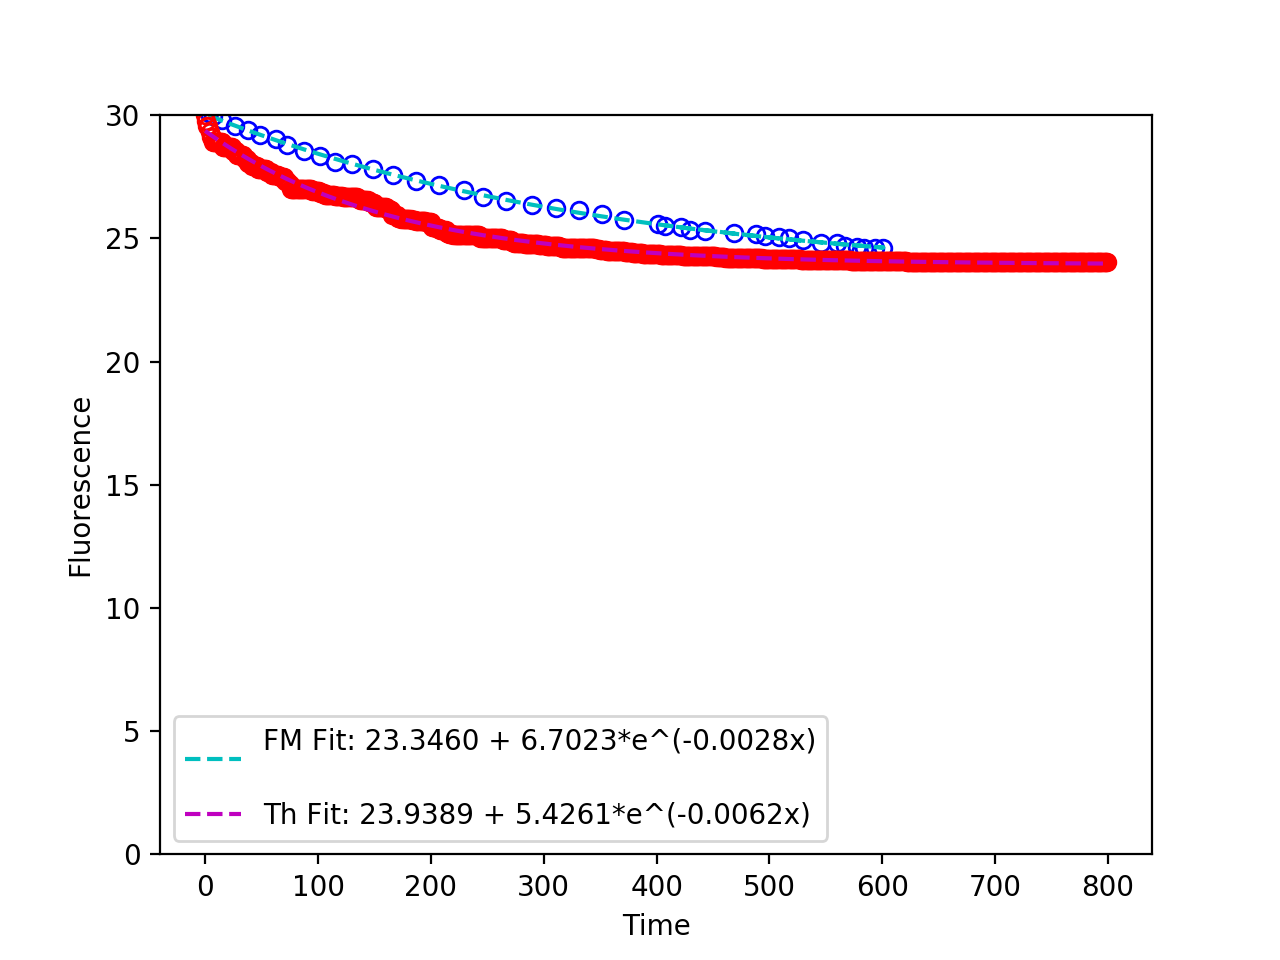 30
25
20
15
10
5
0
Fluorescence
FM Fit: 23.3460 + 6.7023*e^(-0.0028x)
Th Fit: 23.9389 + 5.4261*e^(-0.0062x)
0 100 200 300 400 500 600 700 800
Time